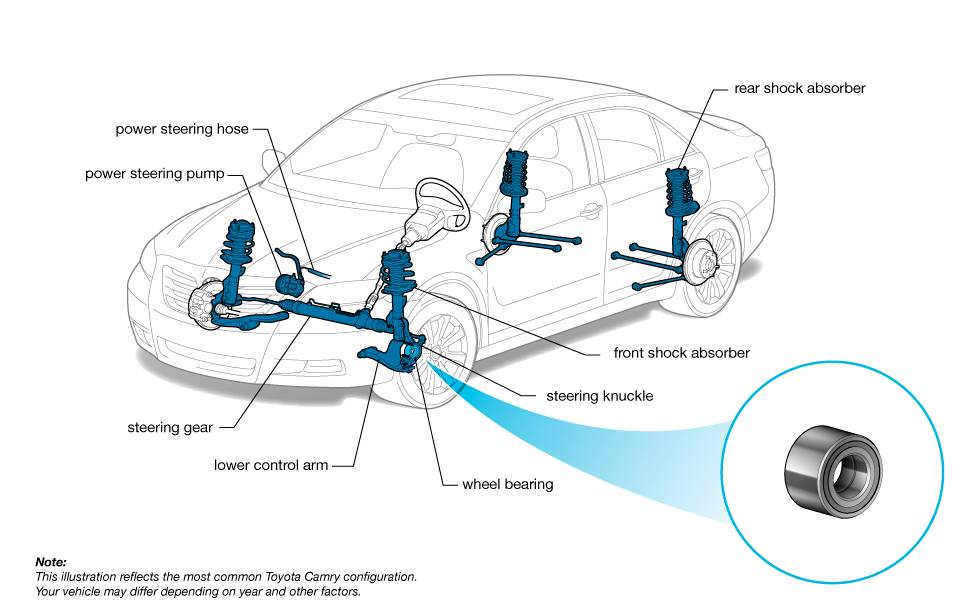 rear shock absorber
power steering hose
power steering pump
front shock absorber
steering knuckle
steering gear
lower control arm
wheel bearing
Note:
This illustration reflects the most common Toyota Camry configuration.
Your vehicle may differ depending on year and other factors.